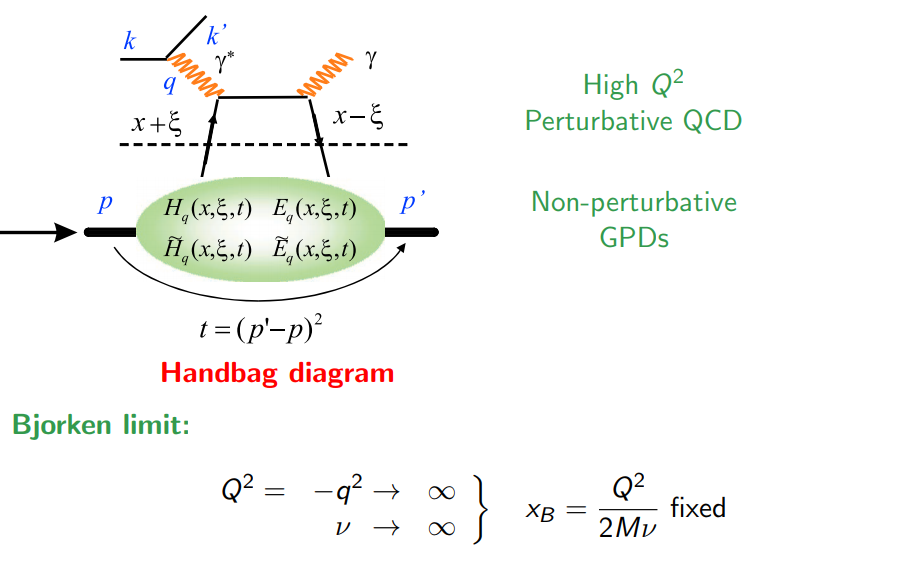 k
k'
γ*
γ
q
High Q²
Perturbative QCD
x+ξ
x−ξ
p
p'
H_q(x,ξ,t) E_q(x,ξ,t)
H̃_q(x,ξ,t) Ẽ_q(x,ξ,t)
Non-perturbative
GPDs
t=(p'−p)²
Handbag diagram
Bjorken limit:
Q² = −q² → ∞
ν → ∞
} x_B = Q²/2Mν fixed